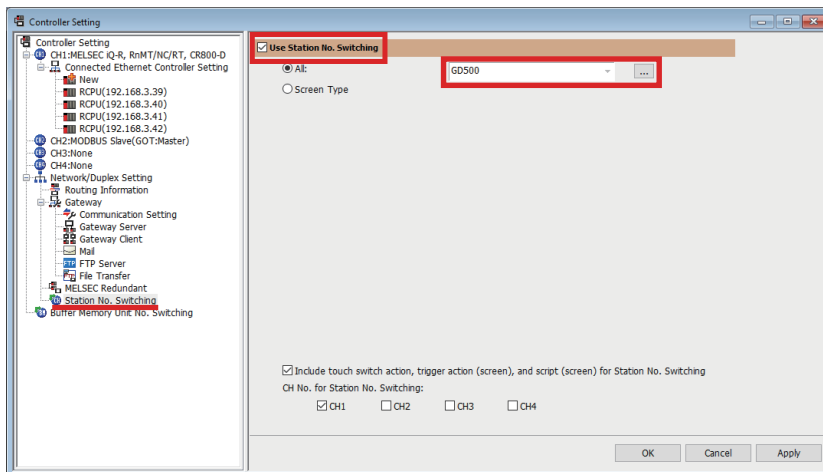 Controller Setting
Controller Setting
CH1:MELSEC iQ-R, RnMT/NC/RT, CR800-D
Connected Ethernet Controller Setting
New
RCPU(192.168.3.39)
RCPU(192.168.3.40)
RCPU(192.168.3.41)
RCPU(192.168.3.42)
CH2:MODBUS Slave(GOT:Master)
CH3:None
CH4:None
Network/Duplex Setting
Routing Information
Gateway
Communication Setting
Gateway Server
Gateway Client
Mail
FTP Server
File Transfer
MELSEC Redundant
Station No. Switching
Buffer Memory Unit No. Switching
Use Station No. Switching
All:
GD500
...
Screen Type
Include touch switch action, trigger action (screen), and script (screen) for Station No. Switching
CH No. for Station No. Switching:
CH1 CH2 CH3 CH4
OK Cancel Apply